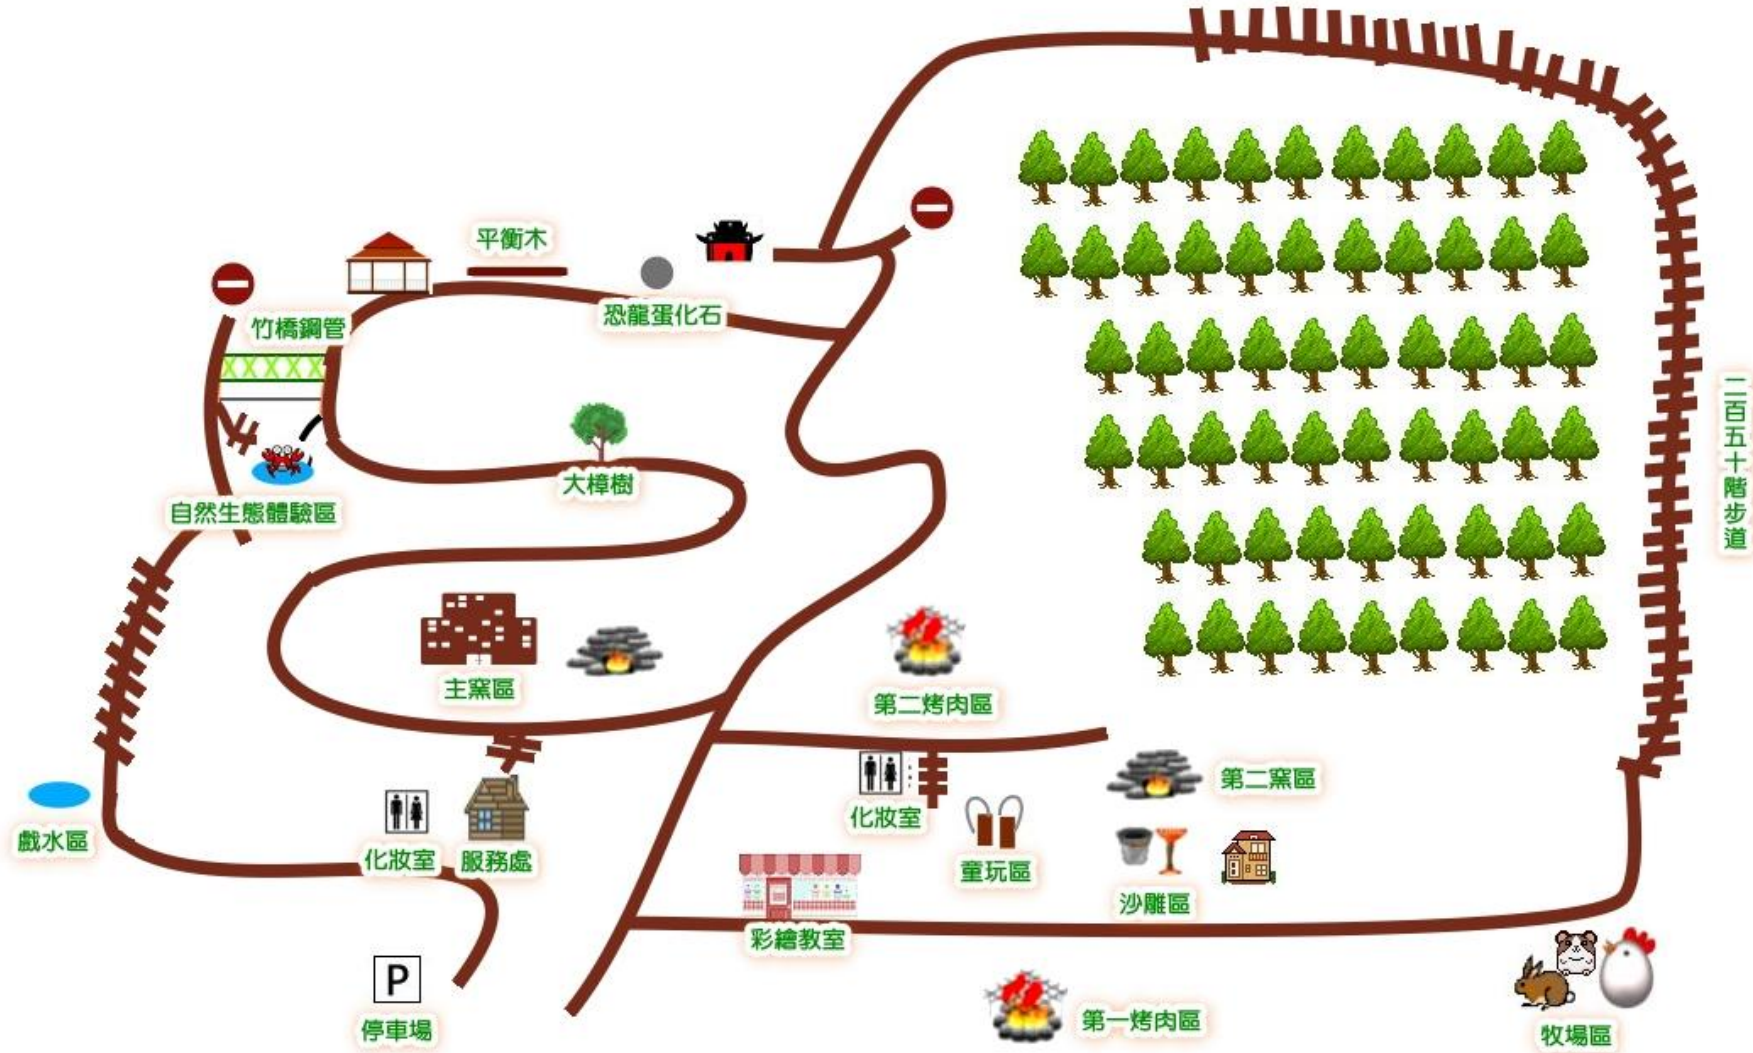 平衡木
恐龍蛋化石
竹橋鋼管
二百五十階步道
大樟樹
自然生態體驗區
主窯區
第二烤肉區
第二窯區
化妝室
戲水區
化妝室
服務處
童玩區
沙雕區
彩繪教室
P
停車場
第一烤肉區
牧場區